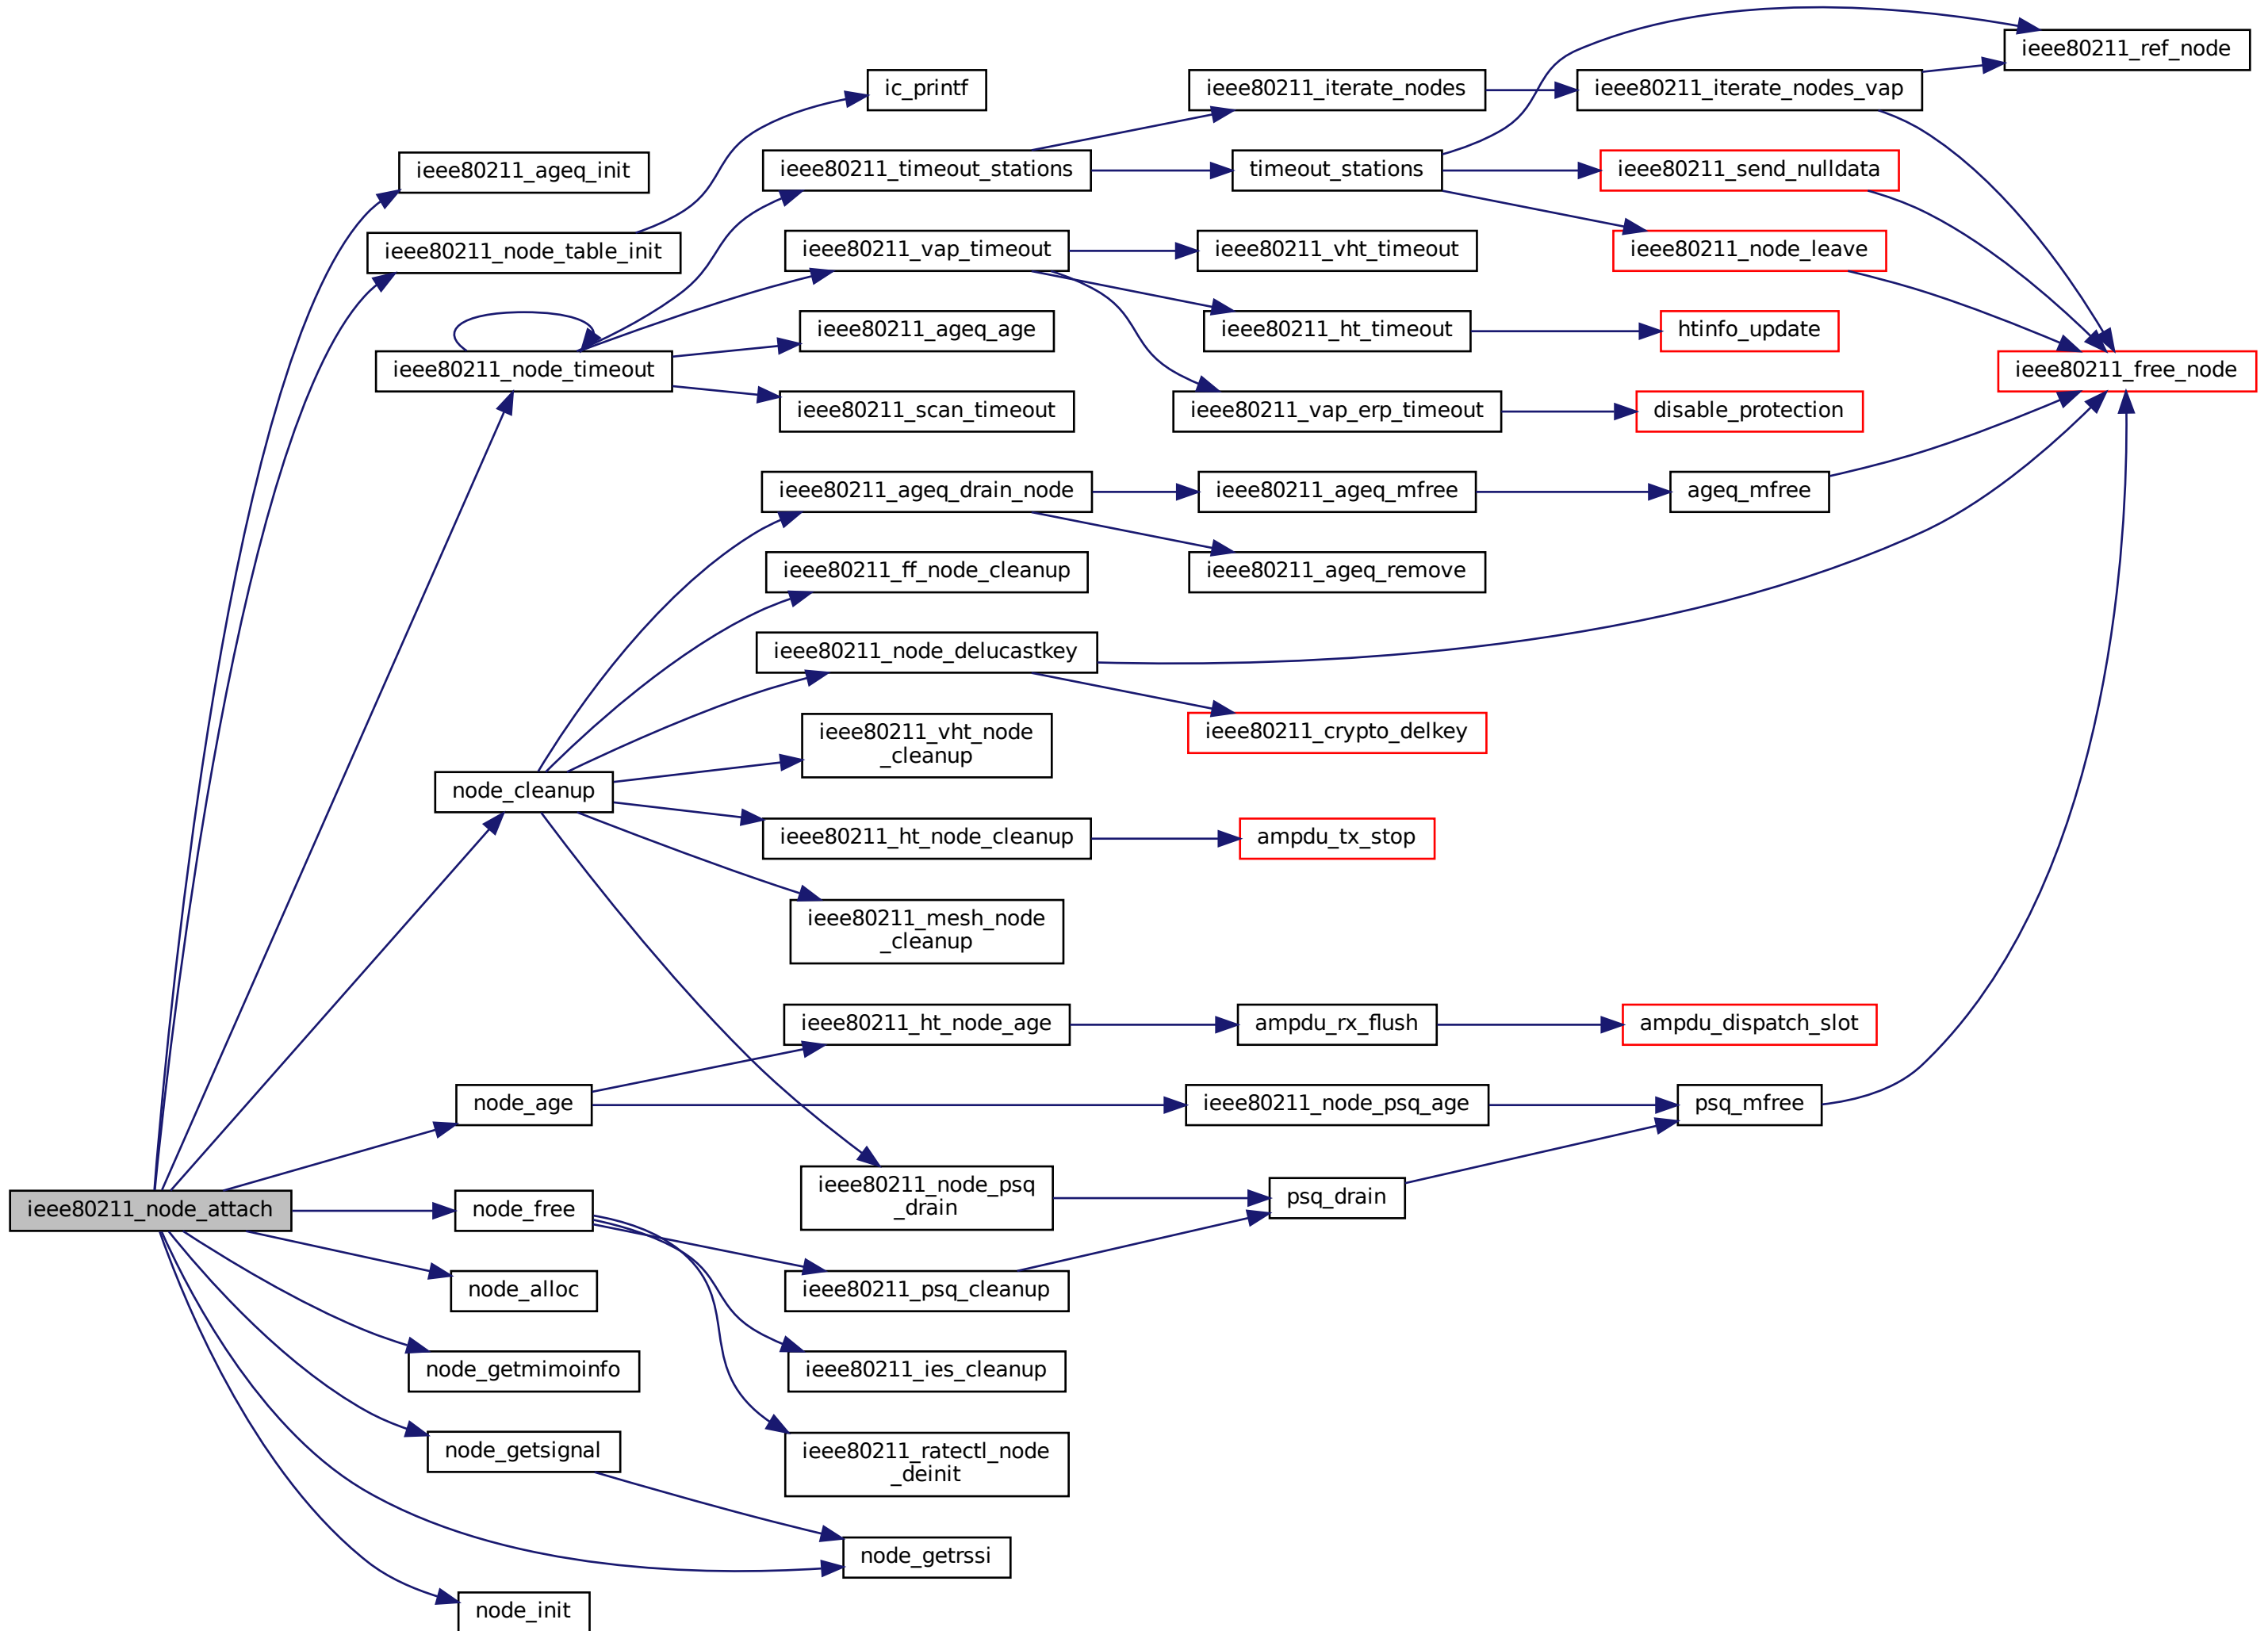 ieee80211_ref_node
ic_printf
ieee80211_iterate_nodes
ieee80211_iterate_nodes_vap
ieee80211_ageq_init
ieee80211_timeout_stations
timeout_stations
ieee80211_send_nulldata
ieee80211_node_table_init
ieee80211_vap_timeout
ieee80211_vht_timeout
ieee80211_node_leave
ieee80211_ageq_age
ieee80211_ht_timeout
htinfo_update
ieee80211_node_timeout
ieee80211_free_node
ieee80211_scan_timeout
ieee80211_vap_erp_timeout
disable_protection
ieee80211_ageq_drain_node
ieee80211_ageq_mfree
ageq_mfree
ieee80211_ff_node_cleanup
ieee80211_ageq_remove
ieee80211_node_delucastkey
ieee80211_vht_node
_cleanup
ieee80211_crypto_delkey
node_cleanup
ieee80211_ht_node_cleanup
ampdu_tx_stop
ieee80211_mesh_node
_cleanup
ieee80211_ht_node_age
ampdu_rx_flush
ampdu_dispatch_slot
node_age
ieee80211_node_psq_age
psq_mfree
ieee80211_node_psq
_drain
psq_drain
ieee80211_node_attach
node_free
node_alloc
ieee80211_psq_cleanup
node_getmimoinfo
ieee80211_ies_cleanup
node_getsignal
ieee80211_ratectl_node
_deinit
node_getrssi
node_init